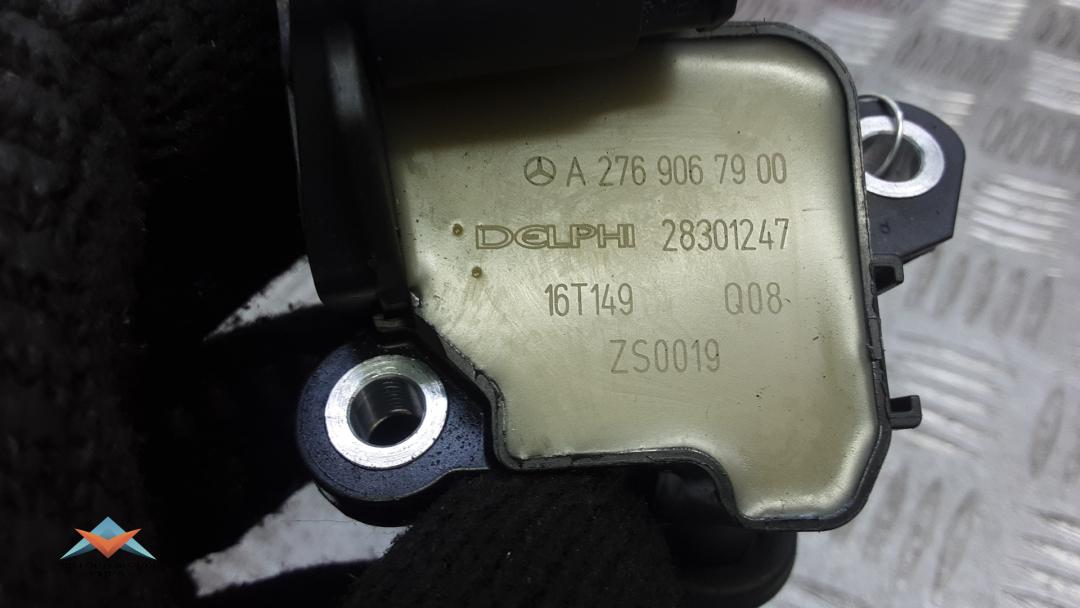 A 276 906 79 00
DELPHI 28301247
16T149 Q08
ZS0019